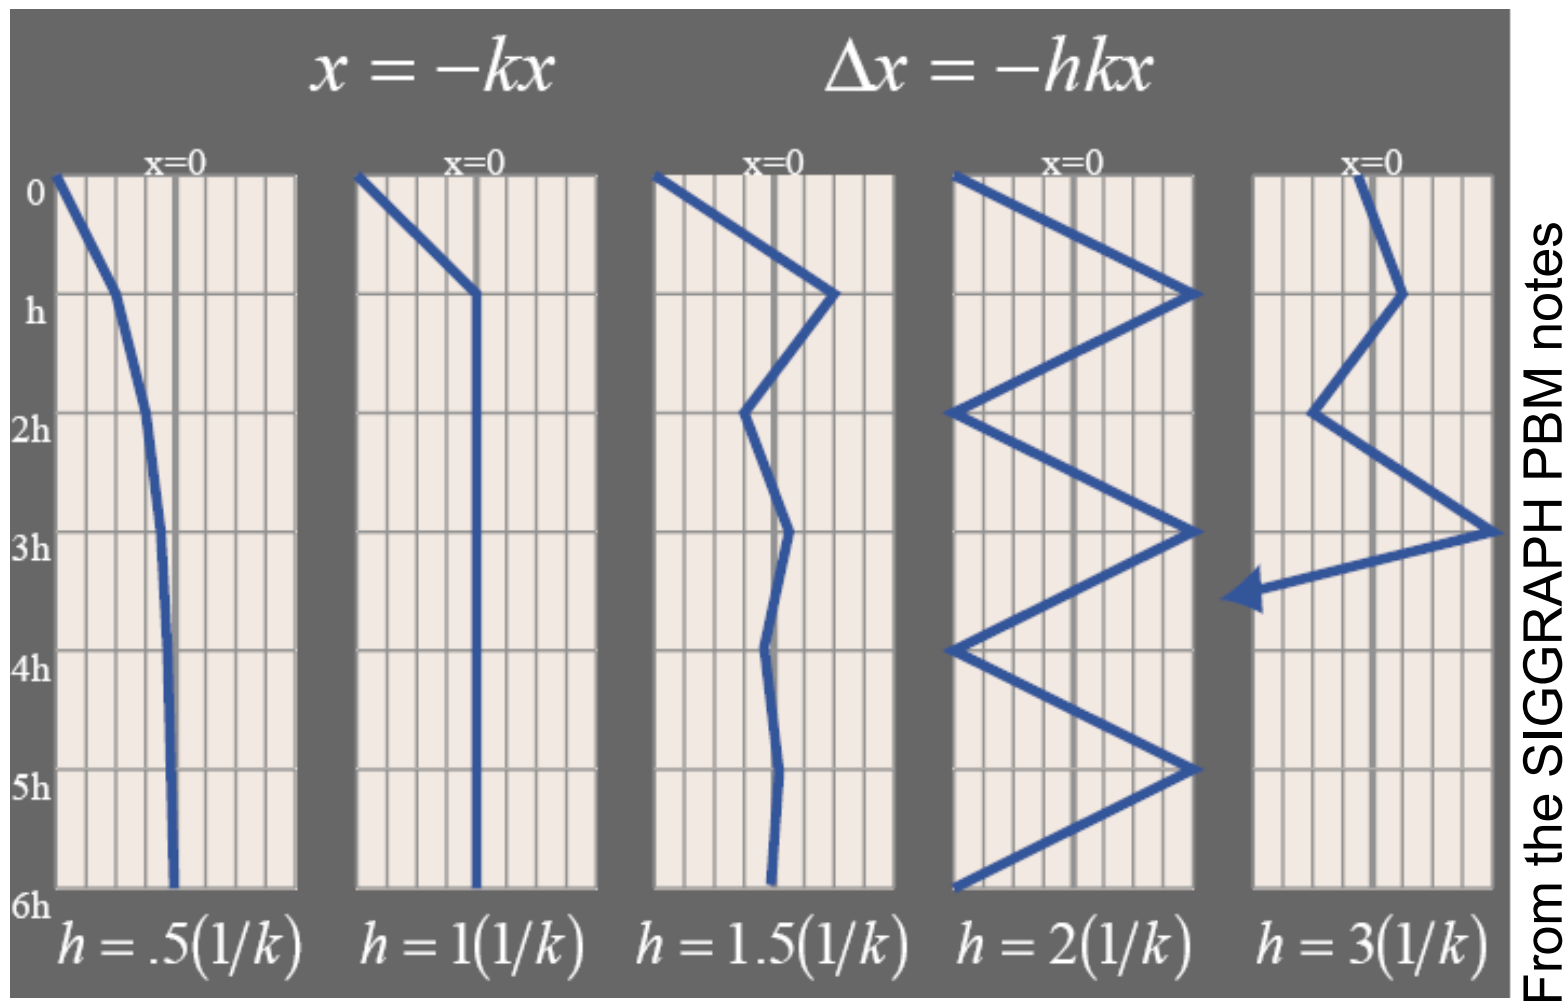 x = −kx
Δx = −hkx
x=0
x=0
x=0
x=0
x=0
0
h
2h
3h
4h
5h
6h
h = .5(1/k)
h = 1(1/k)
h = 1.5(1/k)
h = 2(1/k)
h = 3(1/k)
From the SIGGRAPH PBM notes